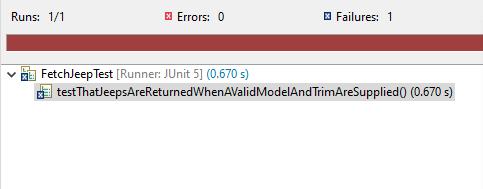 Runs: 1/1 Errors: 0 Failures: 1
FetchJeepTest [Runner: JUnit 5] (0.670 s)
testThatJeepsAreReturnedWhenAValidModelAndTrimAreSupplied() (0.670 s)